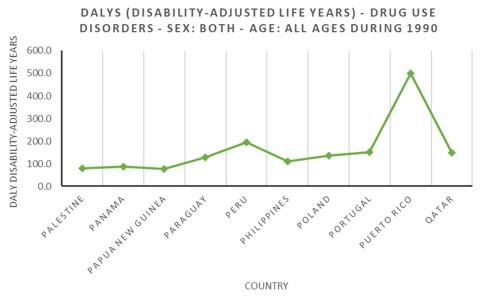 DALYS (DISABILITY-ADJUSTED LIFE YEARS) - DRUG USE
DISORDERS - SEX: BOTH - AGE: ALL AGES DURING 1990
DALY DISABILITY-ADJUSTED LIFE YEARS
600.0
500.0
400.0
300.0
200.0
100.0
0.0
PALESTINE
PANAMA
PAPUA NEW GUINEA
PARAGUAY
PERU
PHILIPPINES
POLAND
PORTUGAL
PUERTO RICO
QATAR
COUNTRY